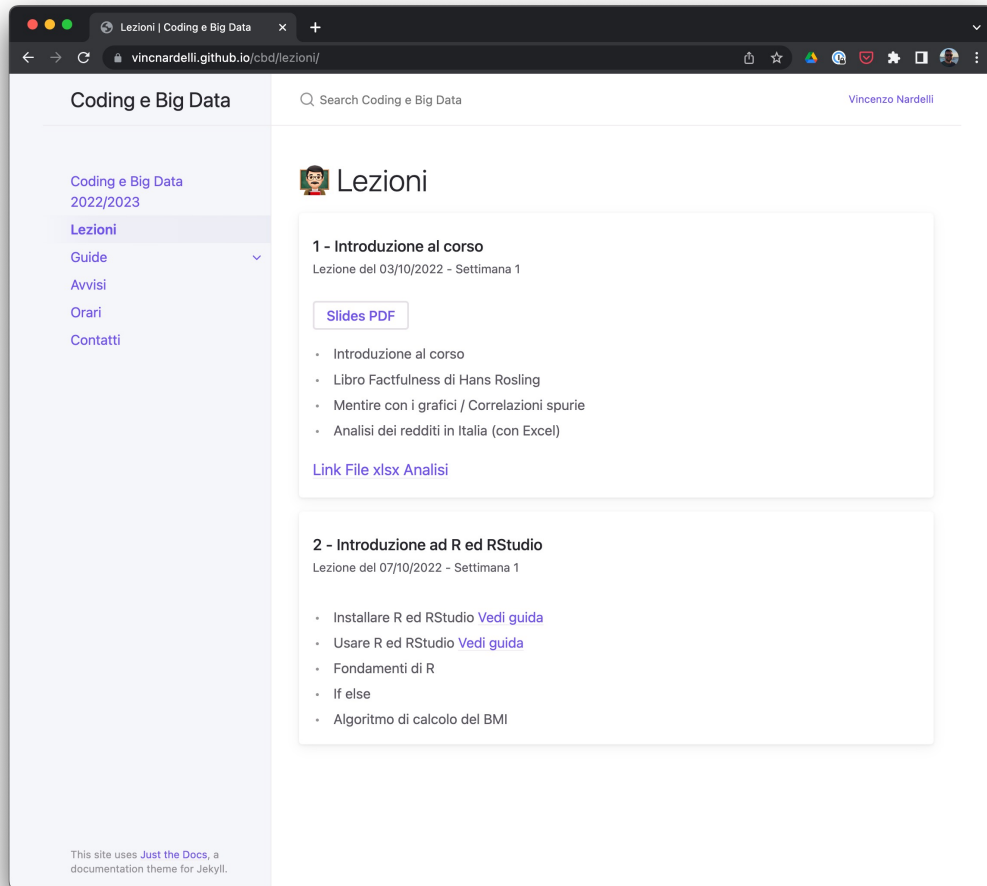 Lezioni | Coding e Big Data
vincnardelli.github.io/cbd/lezioni/
Coding e Big Data
Search Coding e Big Data
Vincenzo Nardelli
Coding e Big Data
2022/2023
Lezioni
Guide
Avvisi
Orari
Contatti
Lezioni
1 - Introduzione al corso
Lezione del 03/10/2022 - Settimana 1
Slides PDF
• Introduzione al corso
• Libro Factfulness di Hans Rosling
• Mentire con i grafici / Correlazioni spurie
• Analisi dei redditi in Italia (con Excel)
Link File xlsx Analisi
2 - Introduzione ad R ed RStudio
Lezione del 07/10/2022 - Settimana 1
• Installare R ed RStudio Vedi guida
• Usare R ed RStudio Vedi guida
• Fondamenti di R
• If else
• Algoritmo di calcolo del BMI
This site uses Just the Docs, a
documentation theme for Jekyll.